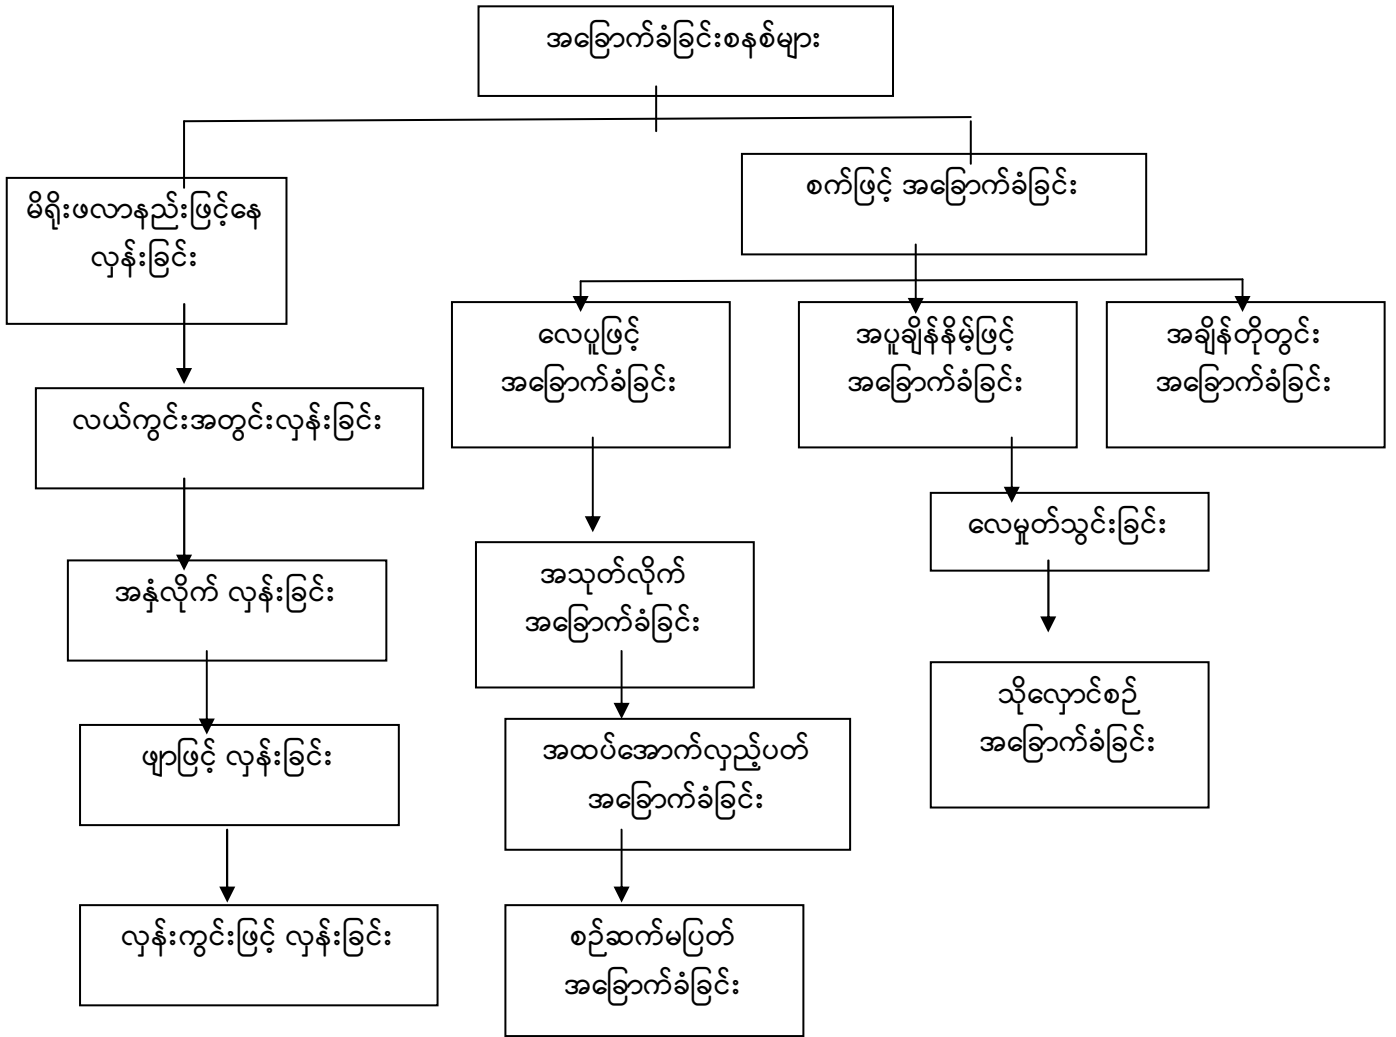 အခြောက်ခံခြင်းစနစ်များ
မိရိုးဖလာနည်းဖြင့်နေ
လှန်းခြင်း
စက်ဖြင့် အခြောက်ခံခြင်း
လေပူဖြင့်
အခြောက်ခံခြင်း
အပူချိန်နိမ့်ဖြင့်
အခြောက်ခံခြင်း
အချိန်တိုတွင်း
အခြောက်ခံခြင်း
လယ်ကွင်းအတွင်းလှန်းခြင်း
လေမှုတ်သွင်းခြင်း
အနှံလိုက် လှန်းခြင်း
အသုတ်လိုက်
အခြောက်ခံခြင်း
သိုလှောင်စဉ်
အခြောက်ခံခြင်း
ဖျာဖြင့် လှန်းခြင်း
အထပ်အောက်လှည့်ပတ်
အခြောက်ခံခြင်း
လှန်းကွင်းဖြင့် လှန်းခြင်း
စဉ်ဆက်မပြတ်
အခြောက်ခံခြင်း